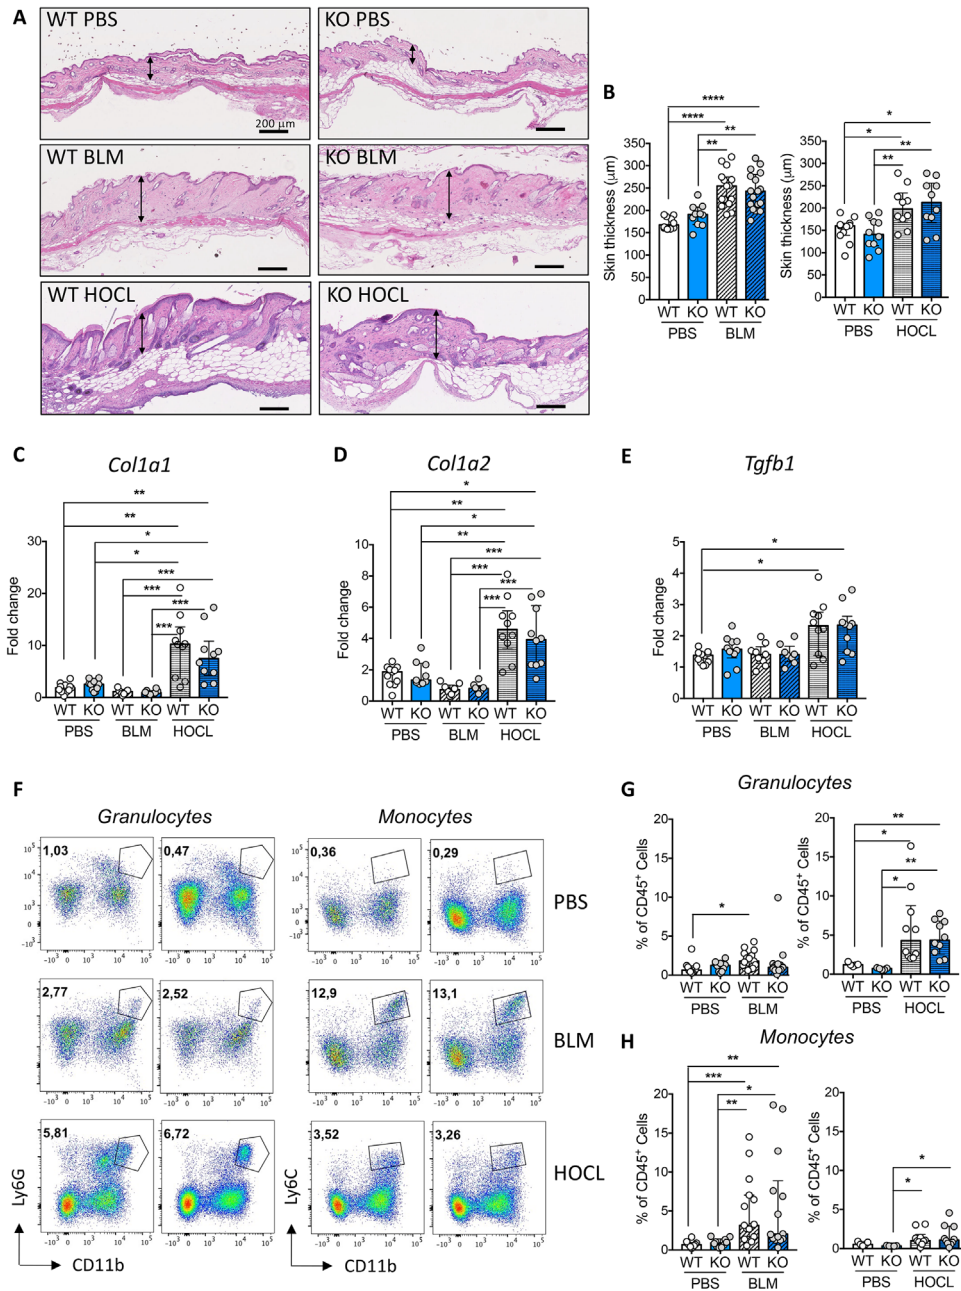 A
WT PBS
KO PBS
200 µm
WT BLM
KO BLM
WT HOCL
KO HOCL
B
Skin thickness (µm)
350
300
250
200
150
100
50
0
****
****
**
**
WT KO WT KO
PBS BLM
Skin thickness (µm)
350
300
250
200
150
100
50
0
*
*
**
**
WT KO WT KO
PBS HOCL
C
Col1a1
Fold change
30
20
10
0
**
**
*
*
***
***
***
***
WT KO WT KO WT KO
PBS BLM HOCL
D
Col1a2
Fold change
10
8
6
4
2
0
*
**
*
**
***
***
***
***
WT KO WT KO WT KO
PBS BLM HOCL
E
Tgfb1
Fold change
5
4
3
2
1
0
*
*
WT KO WT KO WT KO
PBS BLM HOCL
F
Granulocytes
Monocytes
1,03
0,47
0,36
0,29
PBS
10⁵
10⁴
10³
0
-10³
-10³ 0 10³ 10⁴ 10⁵
2,77
2,52
12,9
13,1
BLM
5,81
6,72
3,52
3,26
HOCL
Ly6G
CD11b
Ly6C
CD11b
G
Granulocytes
% of CD45⁺ Cells
20
15
10
5
0
*
WT KO WT KO
PBS BLM
% of CD45⁺ Cells
20
15
10
5
0
**
*
**
*
WT KO WT KO
PBS HOCL
H
Monocytes
% of CD45⁺ Cells
20
15
10
5
0
**
***
*
**
WT KO WT KO
PBS BLM
% of CD45⁺ Cells
20
15
10
5
0
*
*
WT KO WT KO
PBS HOCL